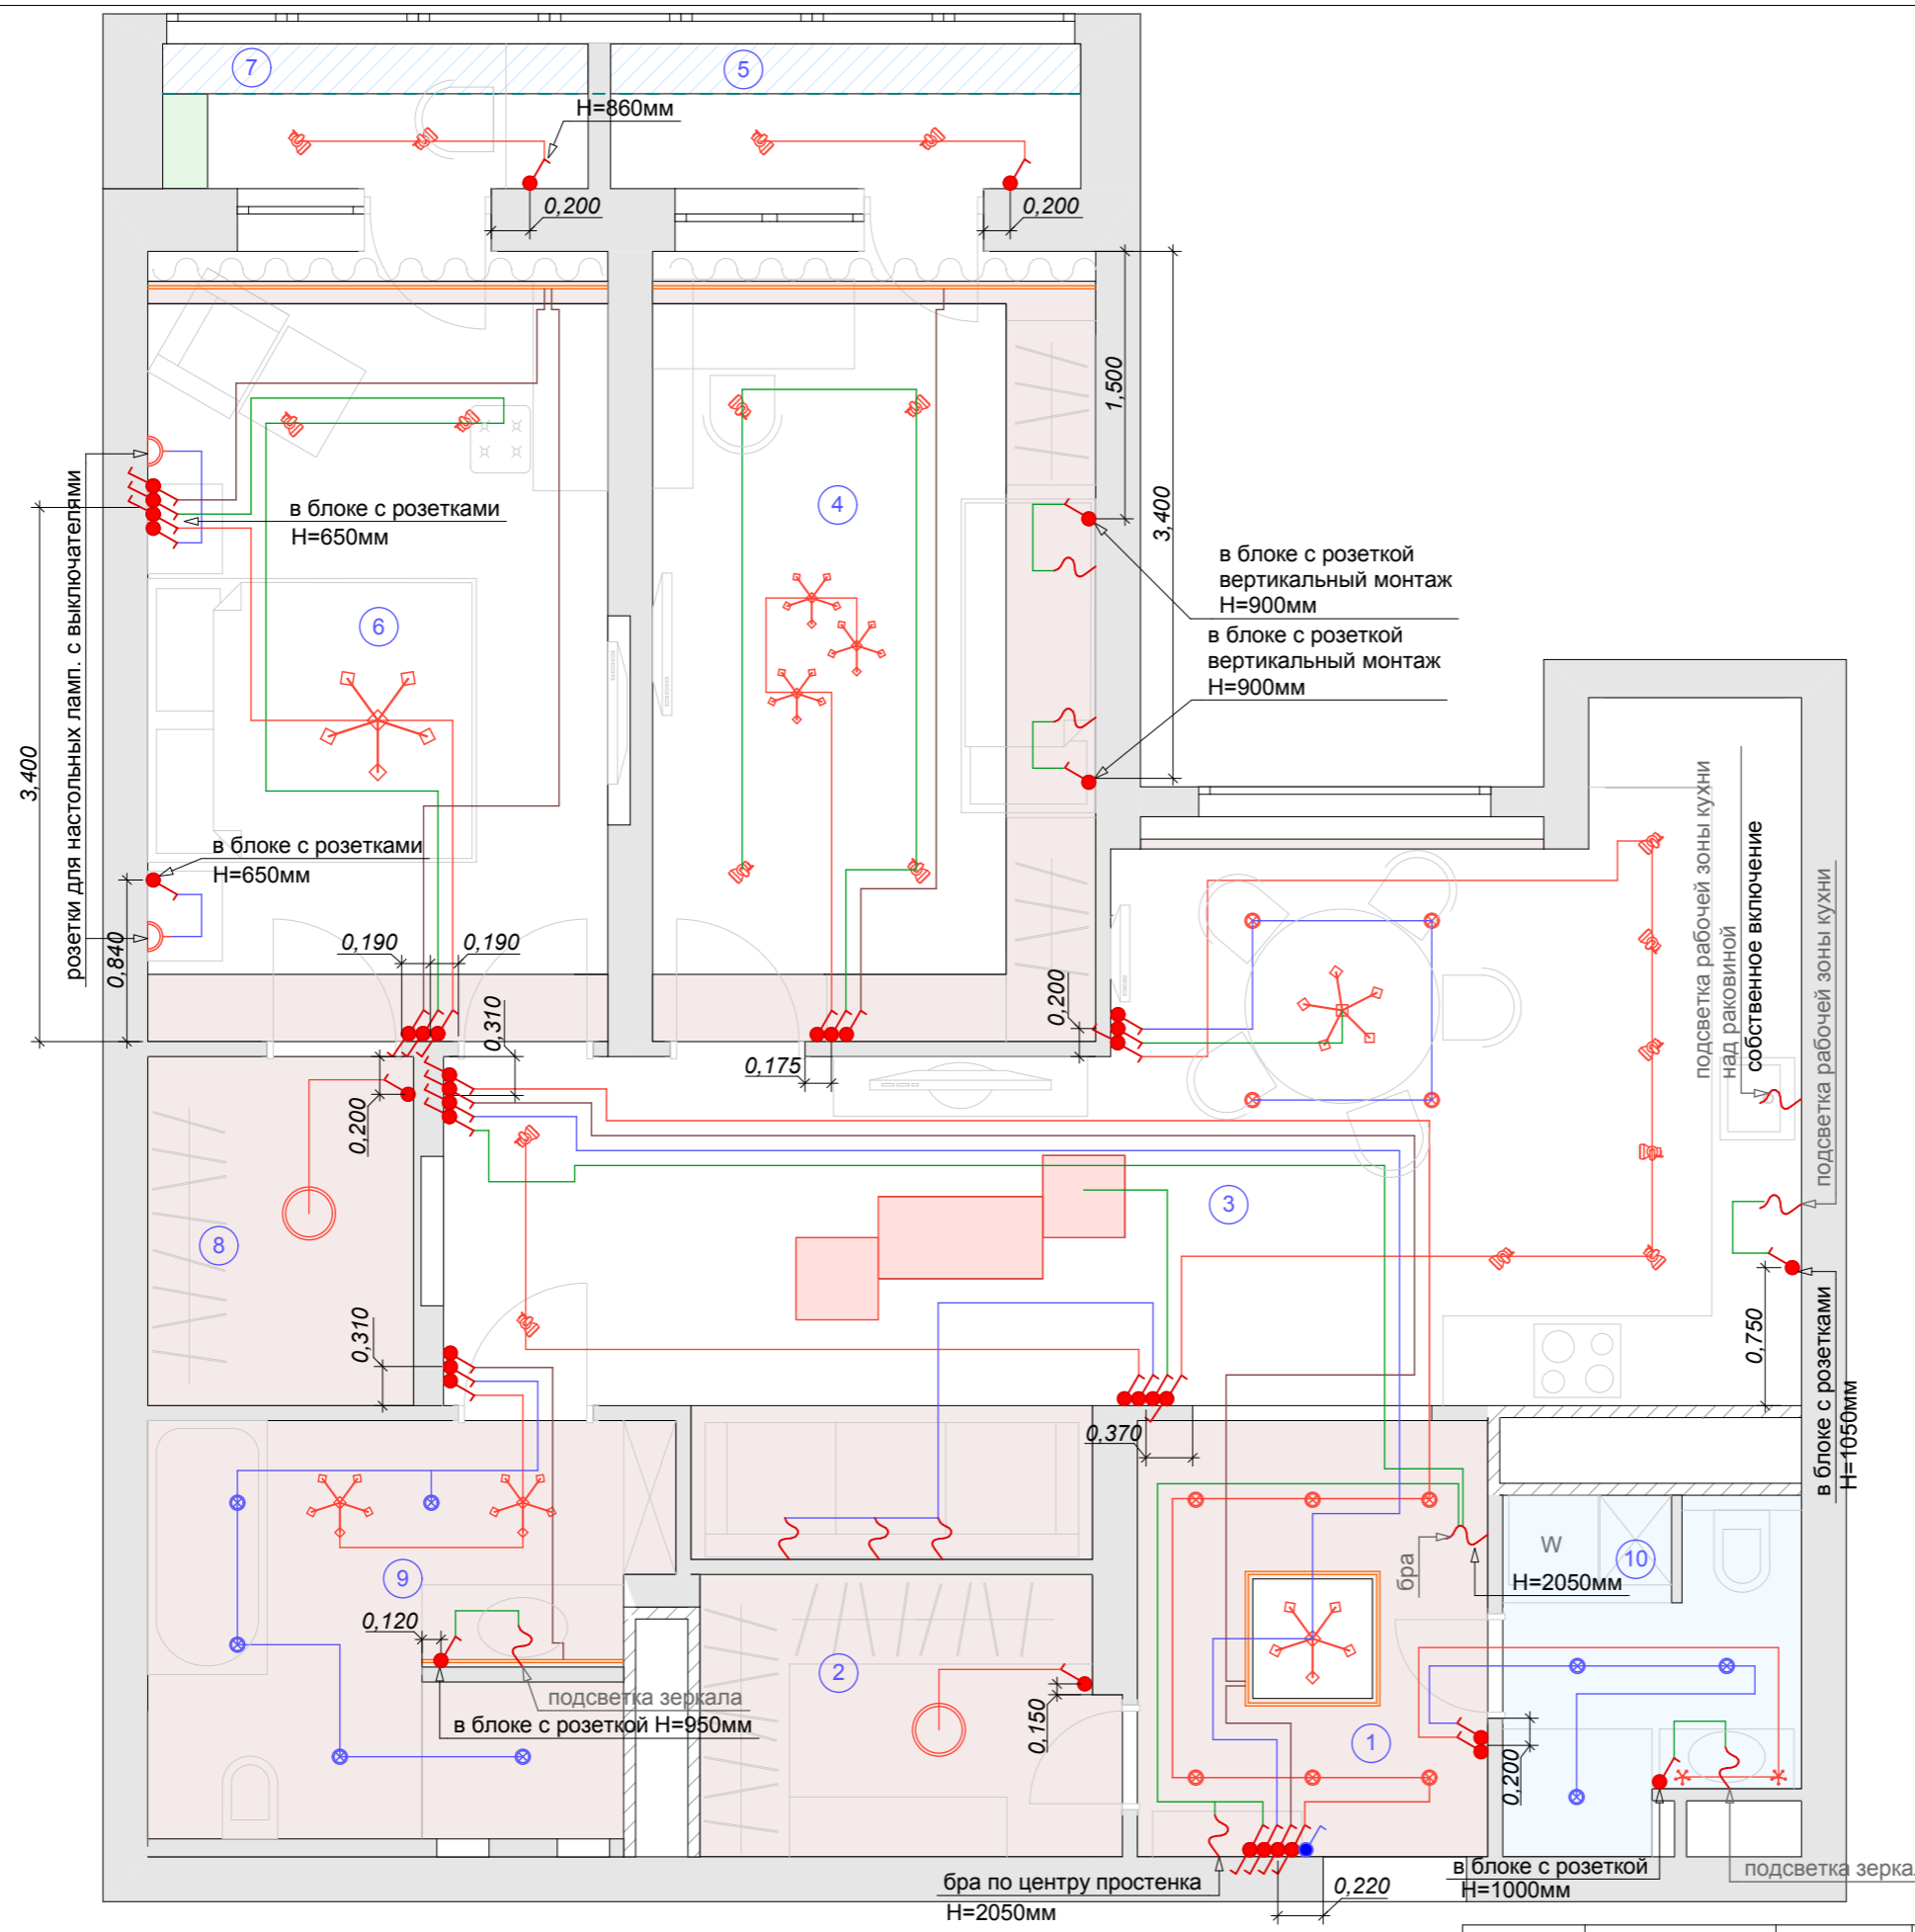 7
5
H=860мм
0,200
0,200
1,500
3,400
4
в блоке с розетками
H=650мм
розетки для настольных ламп. с выключателями
3,400
6
в блоке с розеткой
вертикальный монтаж
H=900мм
в блоке с розеткой
вертикальный монтаж
H=900мм
в блоке с розетками
H=650мм
0,840
0,190
0,190
0,310
0,200
0,175
0,200
подсветка рабочей зоны кухни
над раковиной
собственное включение
подсветка рабочей зоны кухни
3
8
0,310
0,750
в блоке с розетками
H=1050мм
0,370
9
бра
H=2050мм
W
10
0,120
подсветка зеркала
в блоке с розеткой H=950мм
2
0,150
1
0,200
бра по центру простенка
H=2050мм
0,220
в блоке с розеткой
H=1000мм
подсветка зерка